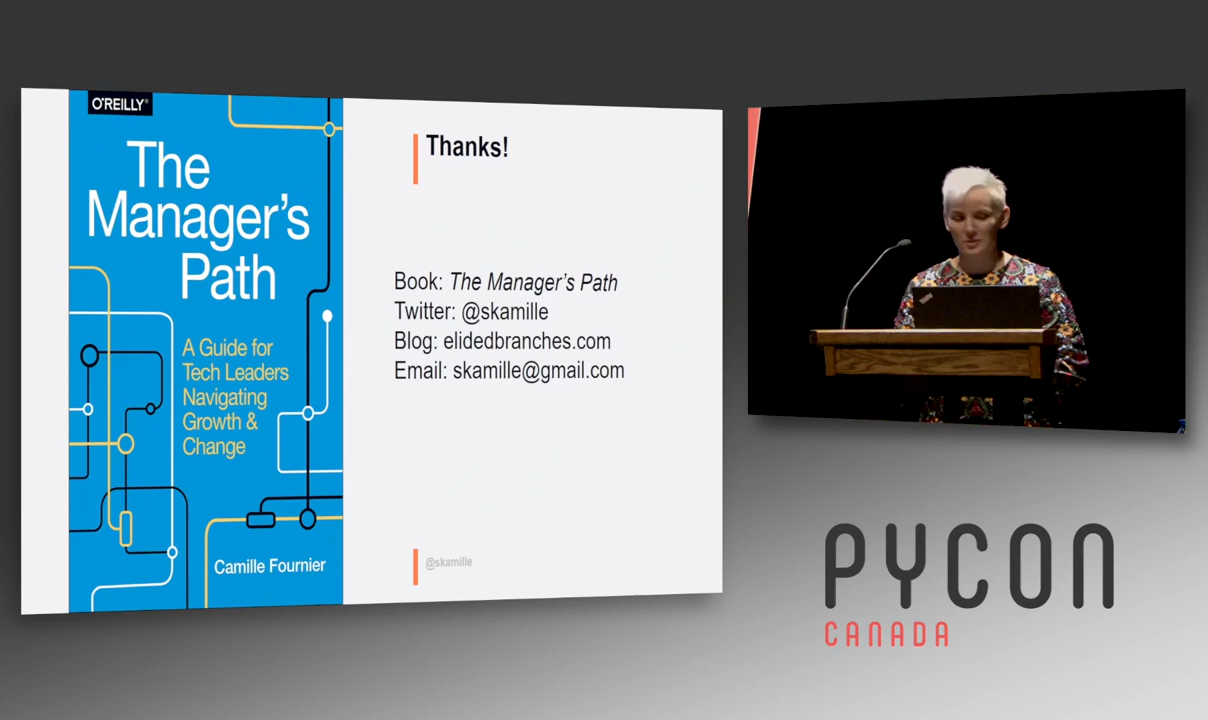 O'REILLY®
The
Manager's
Path
A Guide for
Tech Leaders
Navigating
Growth &
Change
Camille Fournier
Thanks!
Book: The Manager's Path
Twitter: @skamille
Blog: elidedbranches.com
Email: skamille@gmail.com
@skamille
PYCON
CANADA